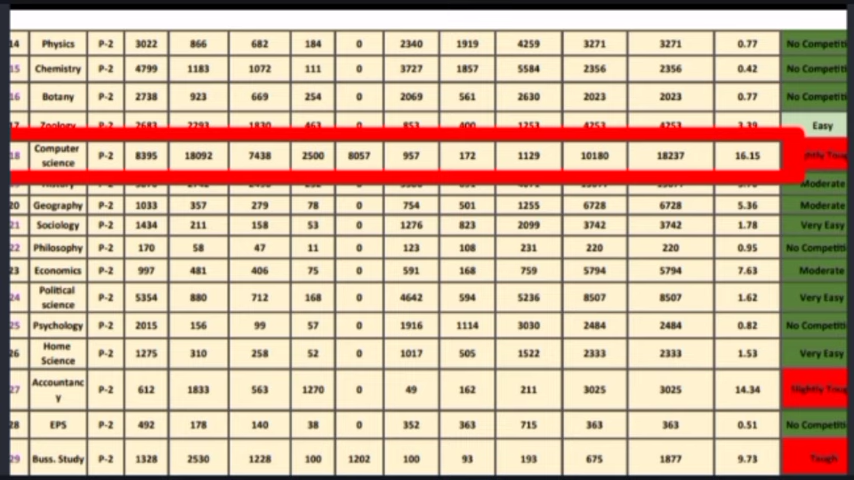 14 Physics P-2 3022 866 682 184 0 2340 1919 4259 3271 3271 0.77 No Competiti
15 Chemistry P-2 4799 1183 1072 111 0 3727 1857 5584 2356 2356 0.42 No Competiti
16 Botany P-2 2738 923 669 254 0 2069 561 2630 2023 2023 0.77 No Competiti
17 Zoology P-2 2683 2293 1830 463 0 853 400 1253 4253 4253 3.39 Easy
18 Computer science P-2 8395 18092 7438 2500 8057 957 172 1129 10180 18237 16.15
History Moderate
20 Geography P-2 1033 357 279 78 0 754 501 1255 6728 6728 5.36 Moderate
21 Sociology P-2 1434 211 158 53 0 1276 823 2099 3742 3742 1.78 Very Easy
22 Philosophy P-2 170 58 47 11 0 123 108 231 220 220 0.95 No Competiti
23 Economics P-2 997 481 406 75 0 591 168 759 5794 5794 7.63 Moderate
24 Political science P-2 5354 880 712 168 0 4642 594 5236 8507 8507 1.62 Very Easy
25 Psychology P-2 2015 156 99 57 0 1916 1114 3030 2484 2484 0.82 No Competiti
26 Home Science P-2 1275 310 258 52 0 1017 505 1522 2333 2333 1.53 Very Easy
27 Accountanc y P-2 612 1833 563 1270 0 49 162 211 3025 3025 14.34 Slightly Toug
28 EPS P-2 492 178 140 38 0 352 363 715 363 363 0.51 No Competiti
29 Buss. Study P-2 1328 2530 1228 100 1202 100 93 193 675 1877 9.73 Tough